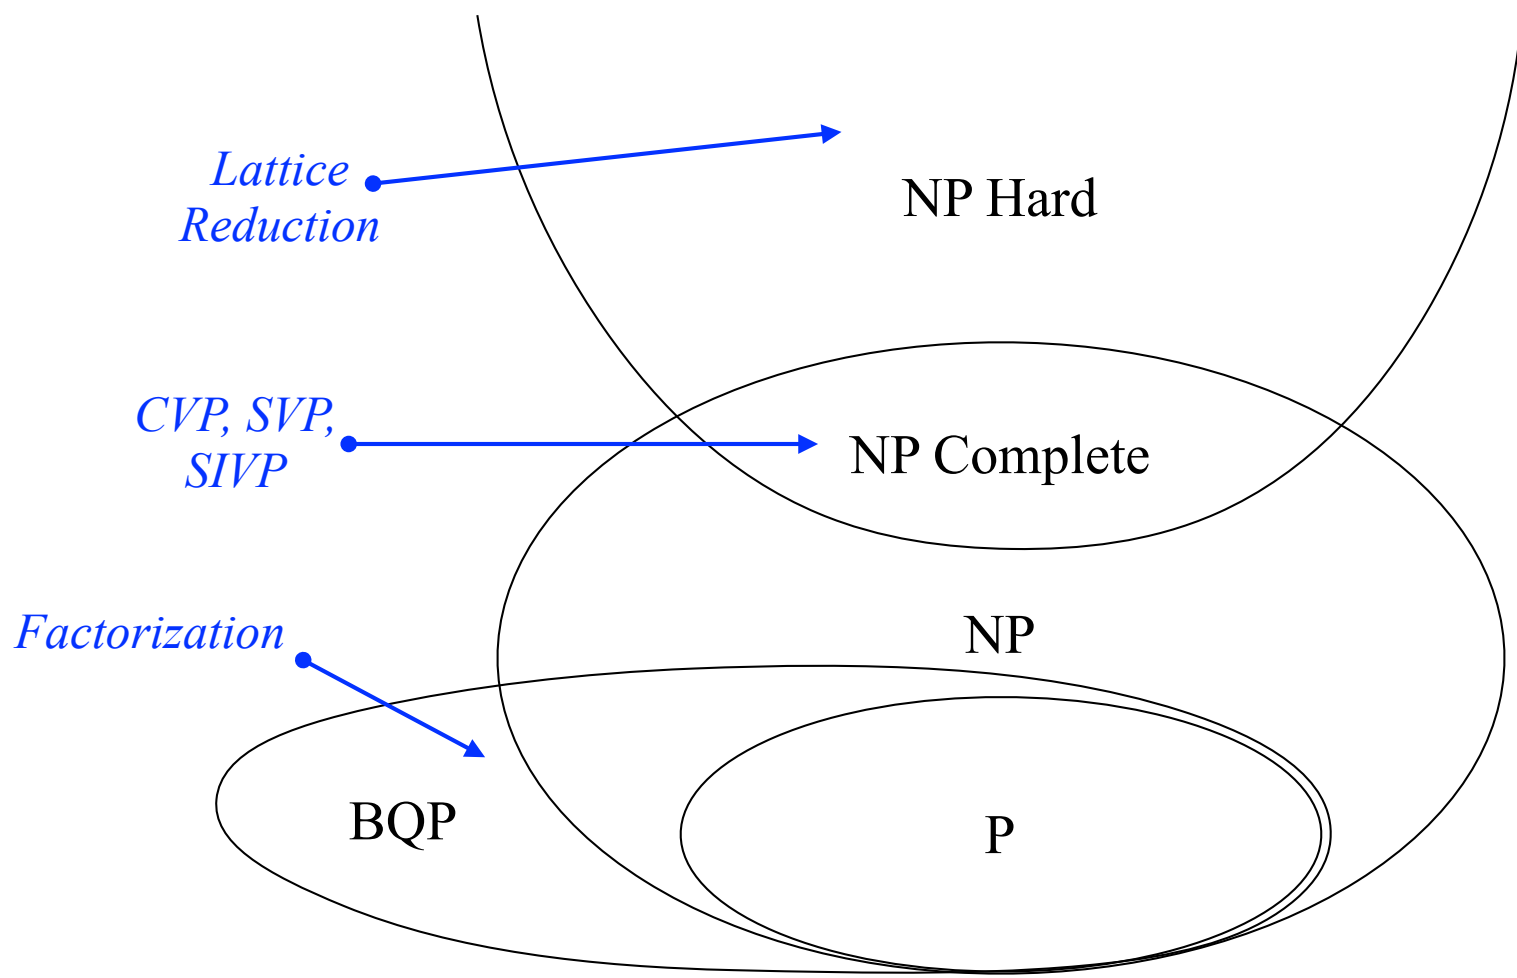 Lattice
Reduction
NP Hard
CVP, SVP,
SIVP
NP Complete
Factorization
NP
BQP
P